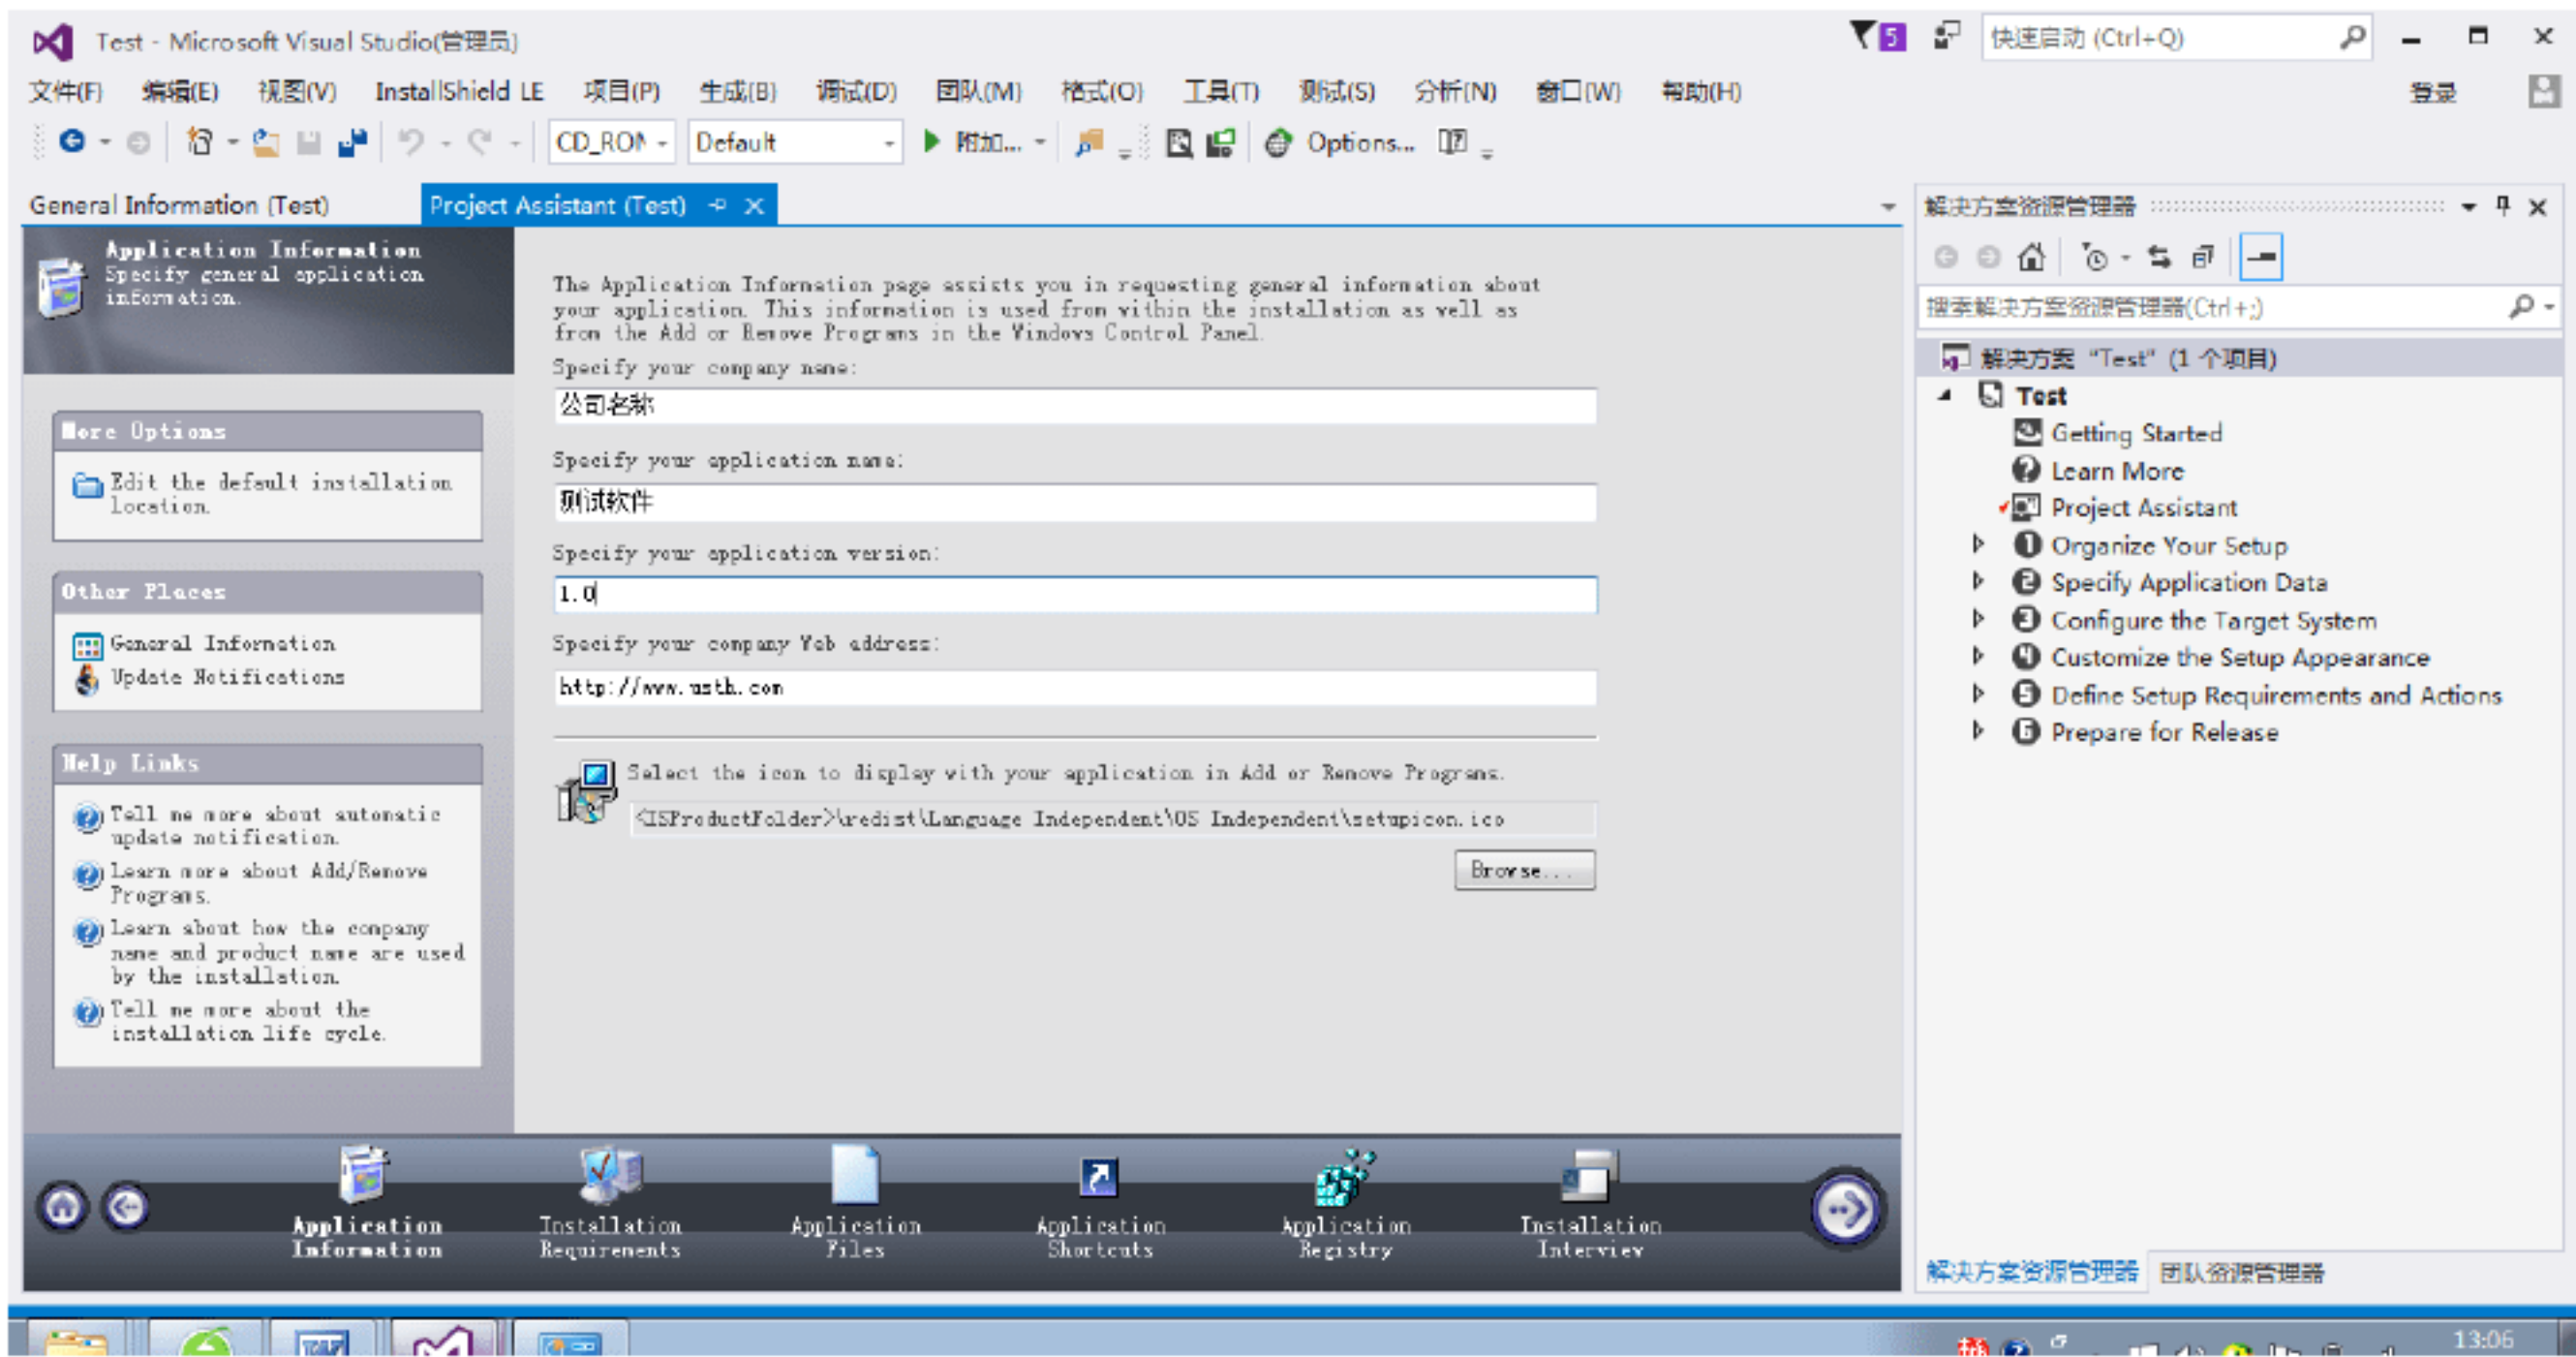 Test - Microsoft Visual Studio(管理员)
5
快速启动 (Ctrl+Q)
文件(F) 编辑(E) 视图(V) InstallShield LE 项目(P) 生成(B) 调试(D) 团队(M) 格式(O) 工具(T) 测试(S) 分析(N) 窗口(W) 帮助(H)
登录
CD_ROM Default 附加... Options...
General Information (Test) Project Assistant (Test)
Application Information
Specify general application
information.
More Options
Edit the default installation
location.
Other Places
General Information
Update Notifications
Help Links
Tell me more about automatic
update notification.
Learn more about Add/Remove
Programs.
Learn about how the company
name and product name are used
by the installation.
Tell me more about the
installation life cycle.
The Application Information page assists you in requesting general information about
your application. This information is used from within the installation as well as
from the Add or Remove Programs in the Windows Control Panel.
Specify your company name:
公司名称
Specify your application name:
测试软件
Specify your application version:
1.0
Specify your company Web address:
http://www.usth.com
Select the icon to display with your application in Add or Remove Programs.
<ISProductFolder>\redist\Language Independent\OS Independent\setupicon.ico
Browse...
Application
Information
Installation
Requirements
Application
Files
Application
Shortcuts
Application
Registry
Installation
Interview
解决方案资源管理器
搜索解决方案资源管理器(Ctrl+;)
解决方案 "Test" (1 个项目)
Test
Getting Started
Learn More
Project Assistant
1 Organize Your Setup
2 Specify Application Data
3 Configure the Target System
4 Customize the Setup Appearance
5 Define Setup Requirements and Actions
6 Prepare for Release
解决方案资源管理器 团队资源管理器
13:06